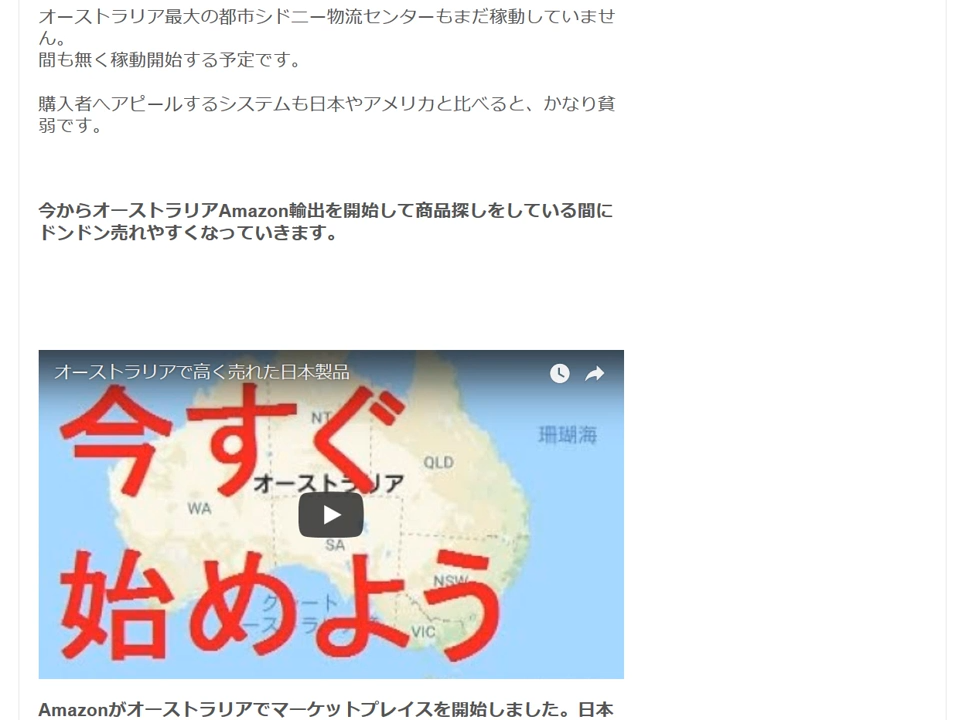 オーストラリア最大の都市シドニー物流センターもまだ稼動していませ
ん。
間も無く稼動開始する予定です。
購入者へアピールするシステムも日本やアメリカと比べると、かなり貧
弱です。
今からオーストラリアAmazon輸出を開始して商品探しをしている間に
ドンドン売れやすくなっていきます。
オーストラリアで高く売れた日本製品
今すぐ
NT
珊瑚海
QLD
オーストラリア
WA
SA
始めよう
NSW
グレート
VIC
Amazonがオーストラリアでマーケットプレイスを開始しました。日本